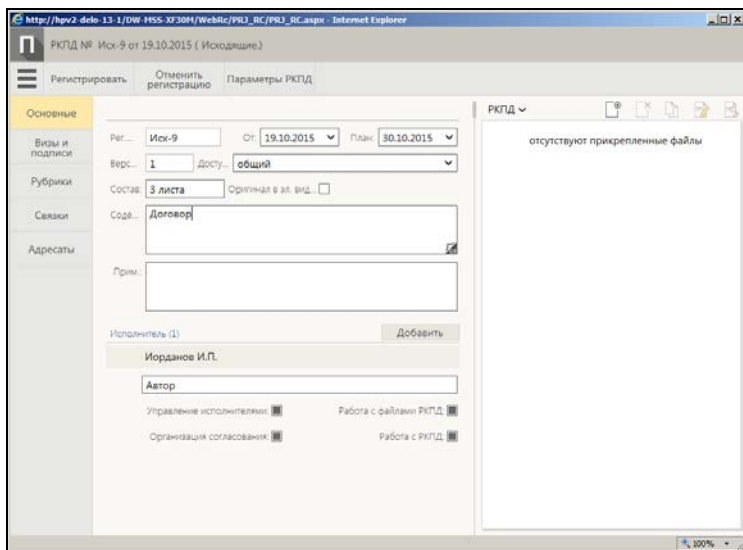 http://hpv2-delo-13-1/DW-MSS-XF30M/WebRc/PRJ_RC/PRJ_RC.aspx - Internet Explorer
П РКПД № Исх-9 от 19.10.2015 ( Исходящие.)
Регистрировать Отменить регистрацию Параметры РКПД
Основные
Визы и подписи
Рубрики
Связки
Адресаты
Рег.... Исх-9 От: 19.10.2015 План: 30.10.2015
Верс... 1 Досту... общий
Состав: 3 листа Оригинал в эл. вид...
Соде... Договор
Прим.:
Исполнитель (1) Добавить
Иорданов И.П.
Автор
Управление исполнителями: Работа с файлами РКПД:
Организация согласования: Работа с РКПД:
РКПД
отсутствуют прикрепленные файлы
100%